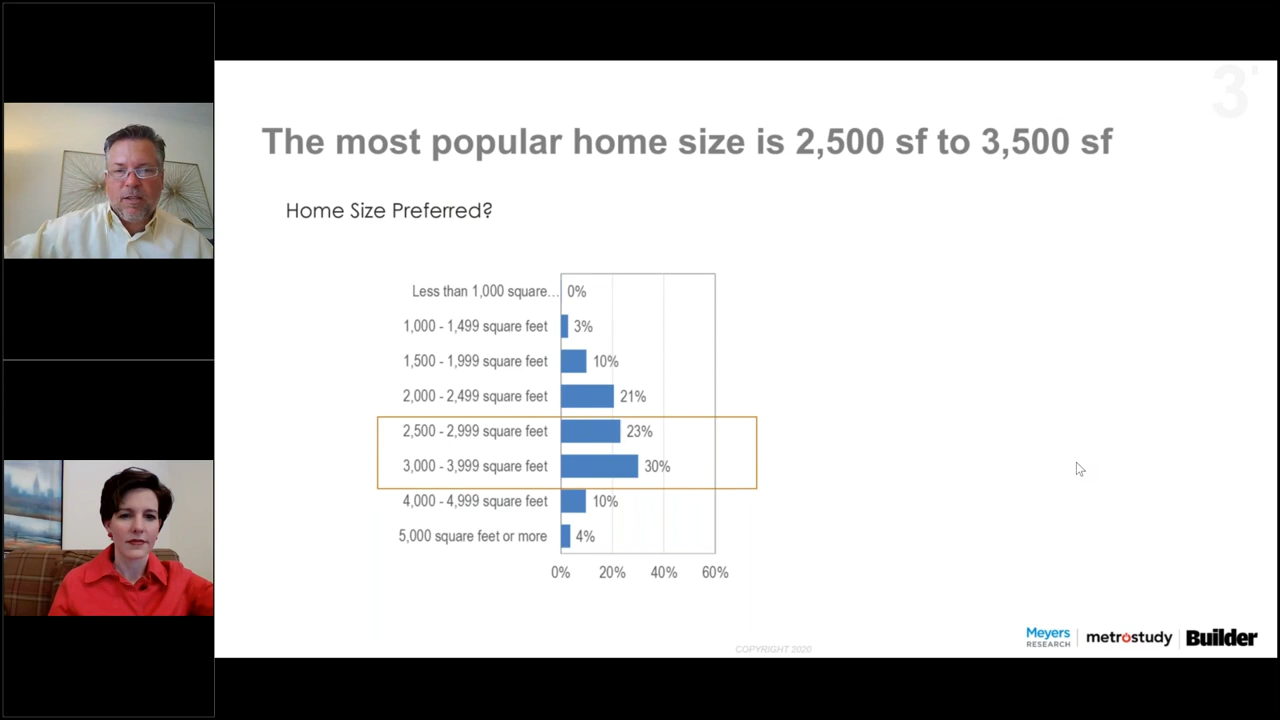 3
The most popular home size is 2,500 sf to 3,500 sf
Home Size Preferred?
Less than 1,000 square... 0%
1,000 - 1,499 square feet 3%
1,500 - 1,999 square feet 10%
2,000 - 2,499 square feet 21%
2,500 - 2,999 square feet 23%
3,000 - 3,999 square feet 30%
4,000 - 4,999 square feet 10%
5,000 square feet or more 4%
0% 20% 40% 60%
Meyers RESEARCH | metrostudy | Builder
COPYRIGHT 2020